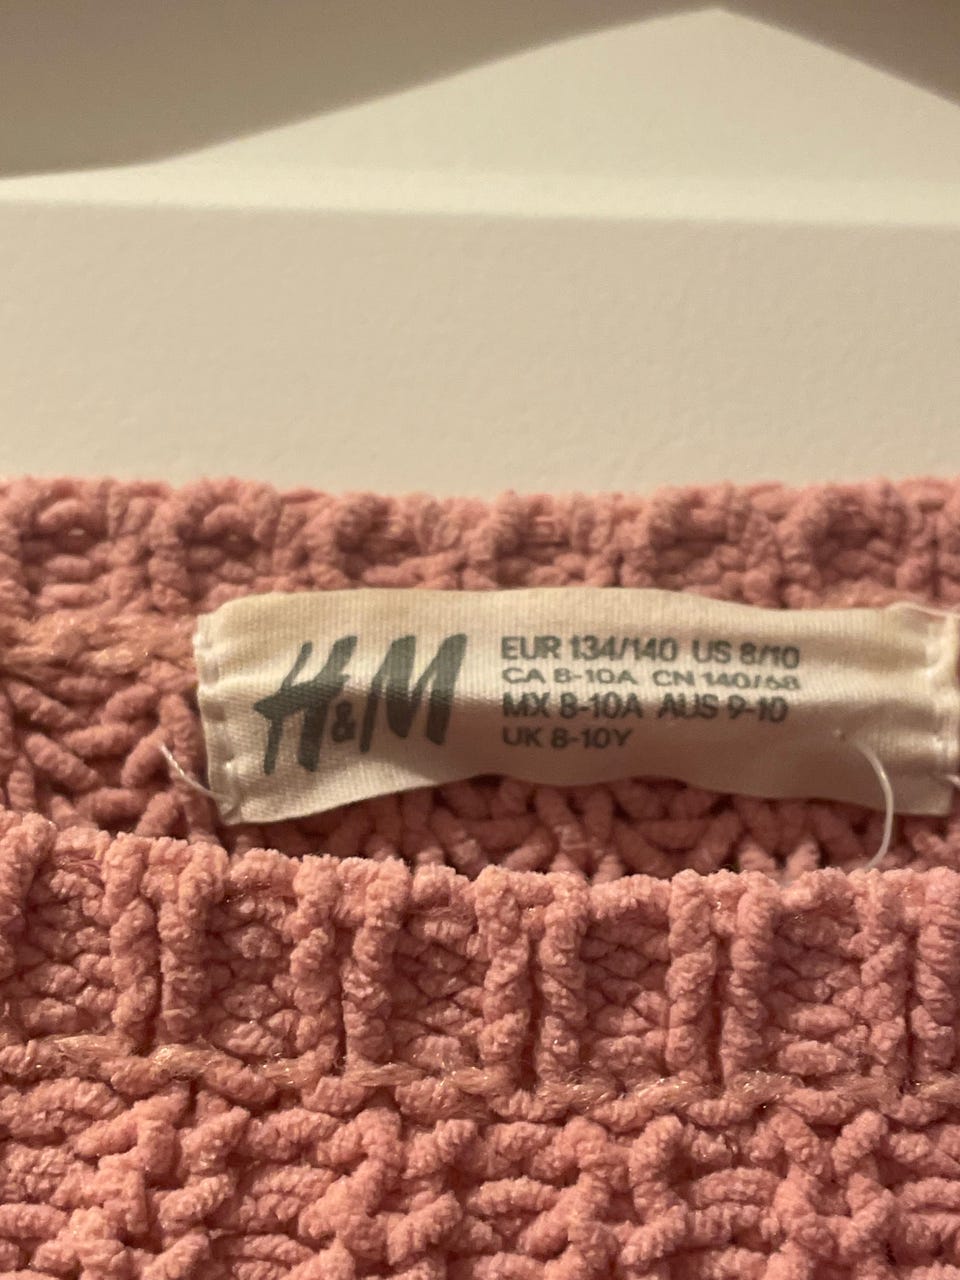 H&M
EUR 134/140 US 8/10
CA 8-10A CN 140/68
MX 8-10A AUS 9-10
UK 8-10Y